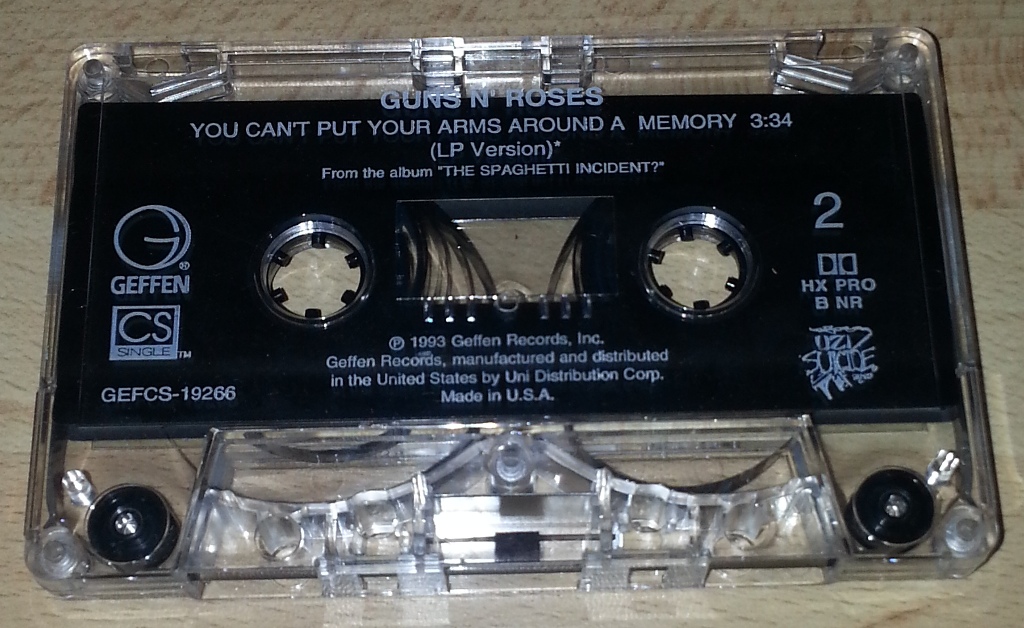 GUNS N' ROSES
YOU CAN'T PUT YOUR ARMS AROUND A MEMORY 3:34
(LP Version)*
From the album "THE SPAGHETTI INCIDENT?"
G
GEFFEN®
CS
SINGLE™
GEFCS-19266
2
HX PRO
B NR
UZI
SUICIDE
℗ 1993 Geffen Records, Inc.
Geffen Records, manufactured and distributed
in the United States by Uni Distribution Corp.
Made in U.S.A.